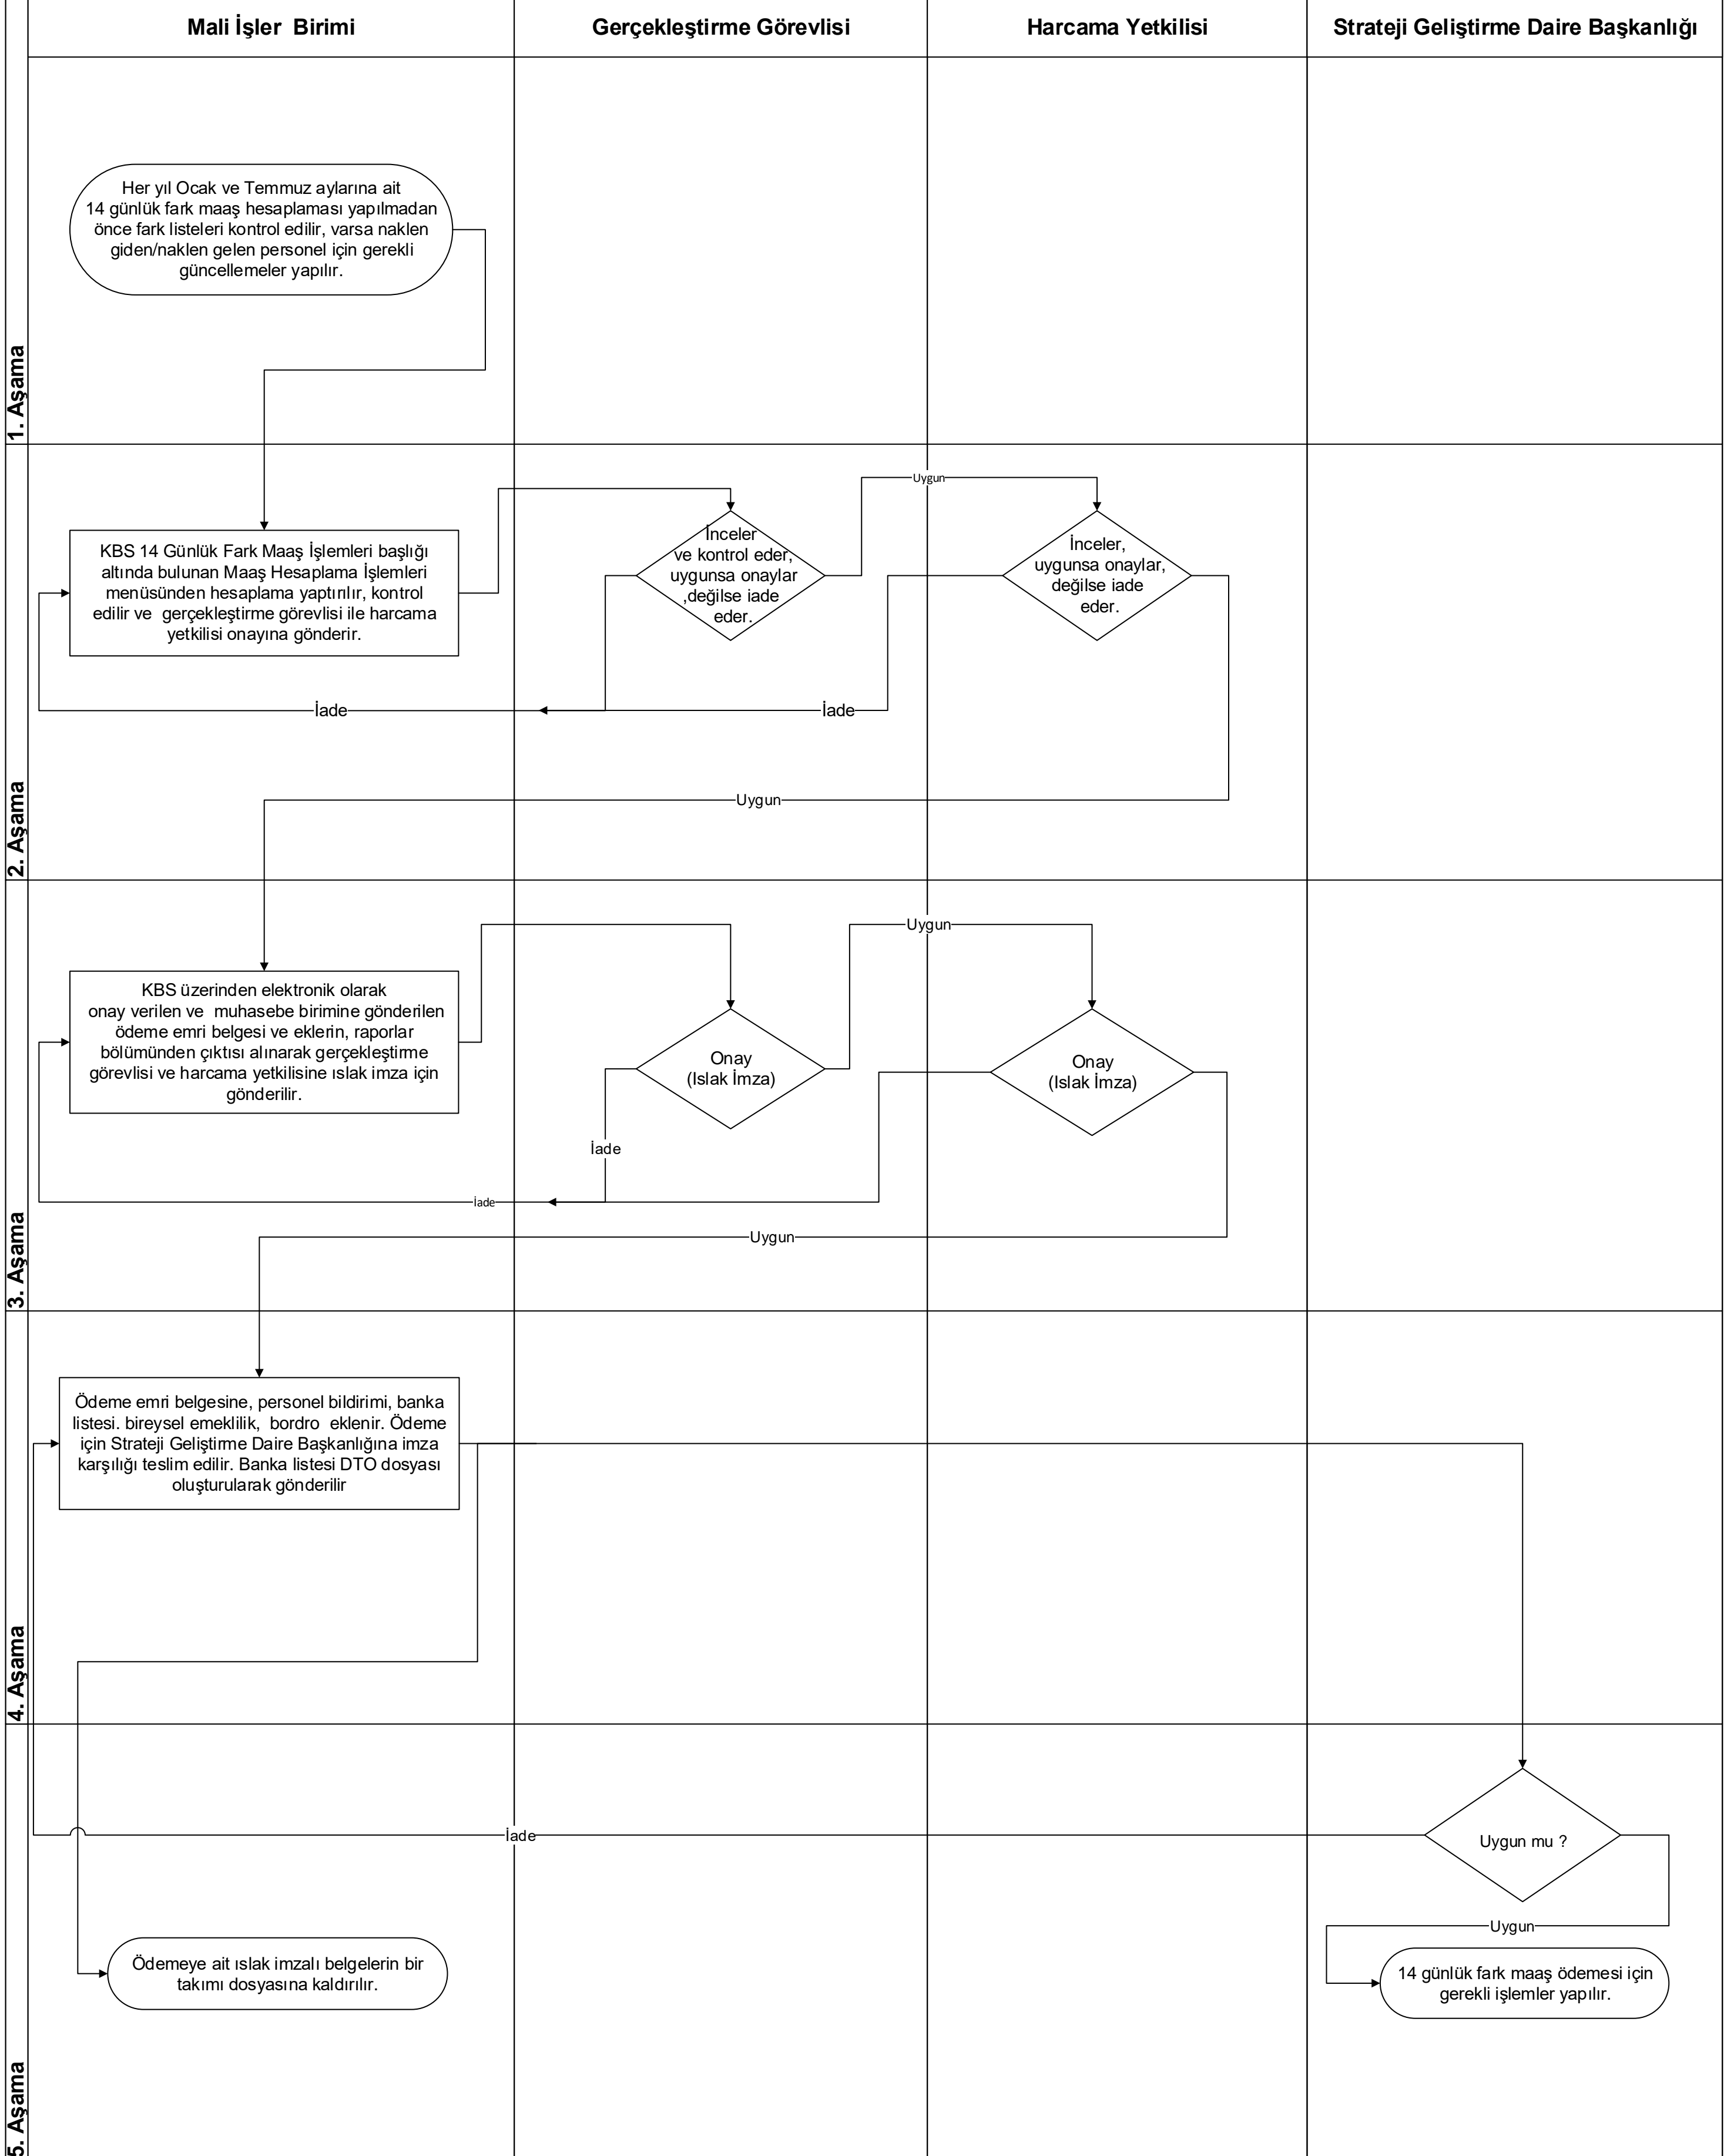 Mali İşler  Birimi
Gerçekleştirme Görevlisi
Harcama Yetkilisi
Strateji Geliştirme Daire Başkanlığı
1. Aşama
Her yıl Ocak ve Temmuz aylarına ait
14 günlük fark maaş hesaplaması yapılmadan
önce fark listeleri kontrol edilir, varsa naklen
giden/naklen gelen personel için gerekli
güncellemeler yapılır.
2. Aşama
KBS 14 Günlük Fark Maaş İşlemleri başlığı
altında bulunan Maaş Hesaplama İşlemleri
menüsünden hesaplama yaptırılır, kontrol
edilir ve  gerçekleştirme görevlisi ile harcama
yetkilisi onayına gönderir.
İnceler
ve kontrol eder,
uygunsa onaylar
,değilse iade
eder.
Uygun
İnceler,
uygunsa onaylar,
değilse iade
eder.
İade
İade
Uygun
3. Aşama
KBS üzerinden elektronik olarak
onay verilen ve  muhasebe birimine gönderilen
ödeme emri belgesi ve eklerin, raporlar
bölümünden çıktısı alınarak gerçekleştirme
görevlisi ve harcama yetkilisine ıslak imza için
gönderilir.
Onay
(Islak İmza)
Uygun
Onay
(Islak İmza)
İade
İade
Uygun
4. Aşama
Ödeme emri belgesine, personel bildirimi, banka
listesi. bireysel emeklilik,  bordro  eklenir. Ödeme
için Strateji Geliştirme Daire Başkanlığına imza
karşılığı teslim edilir. Banka listesi DTO dosyası
oluşturularak gönderilir
5. Aşama
İade
Uygun mu ?
Uygun
Ödemeye ait ıslak imzalı belgelerin bir
takımı dosyasına kaldırılır.
14 günlük fark maaş ödemesi için
gerekli işlemler yapılır.